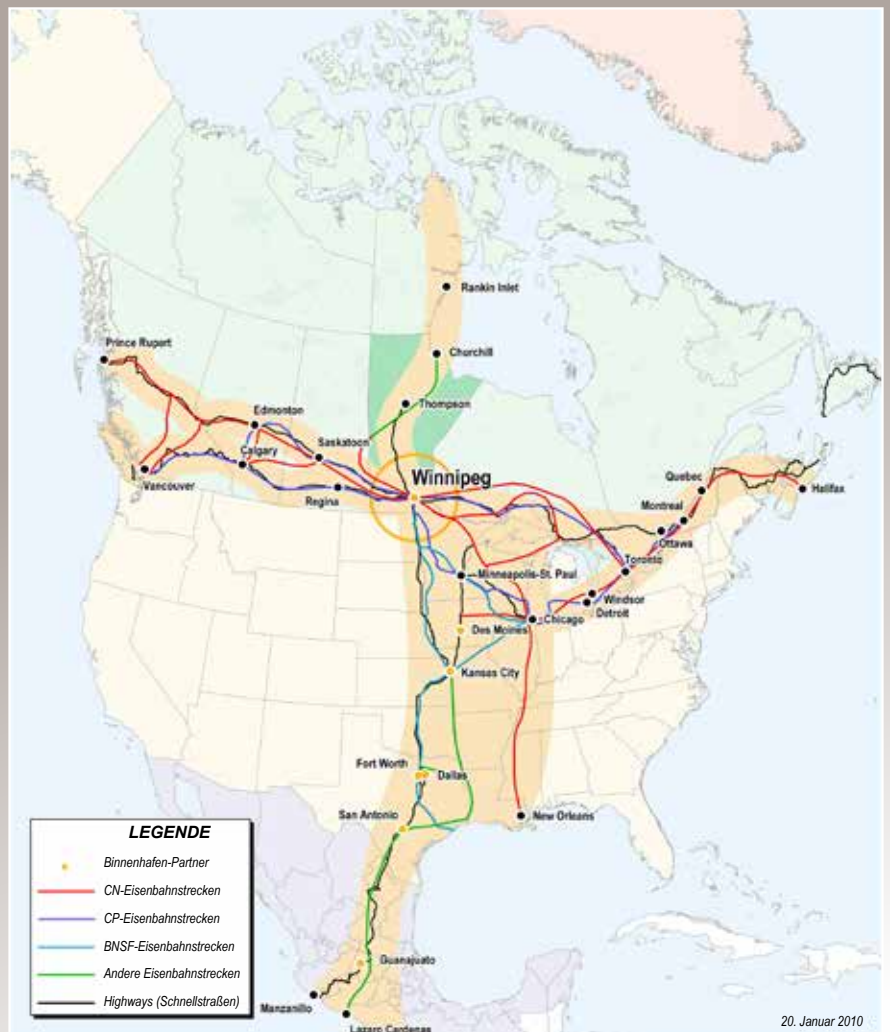 Rankin Inlet
Prince Rupert
Churchill
Thompson
Edmonton
Saskatoon
Calgary
Winnipeg
Quebec
Vancouver
Regina
Halifax
Montreal
Ottawa
Toronto
Minneapolis-St. Paul
Windsor
Detroit
Chicago
Des Moines
Kansas City
Fort Worth
Dallas
San Antonio
New Orleans
LEGENDE
Binnenhafen-Partner
CN-Eisenbahnstrecken
CP-Eisenbahnstrecken
BNSF-Eisenbahnstrecken
Andere Eisenbahnstrecken
Highways (Schnellstraßen)
Guanajuato
Manzanillo
Lazaro Cardenas
20. Januar 2010